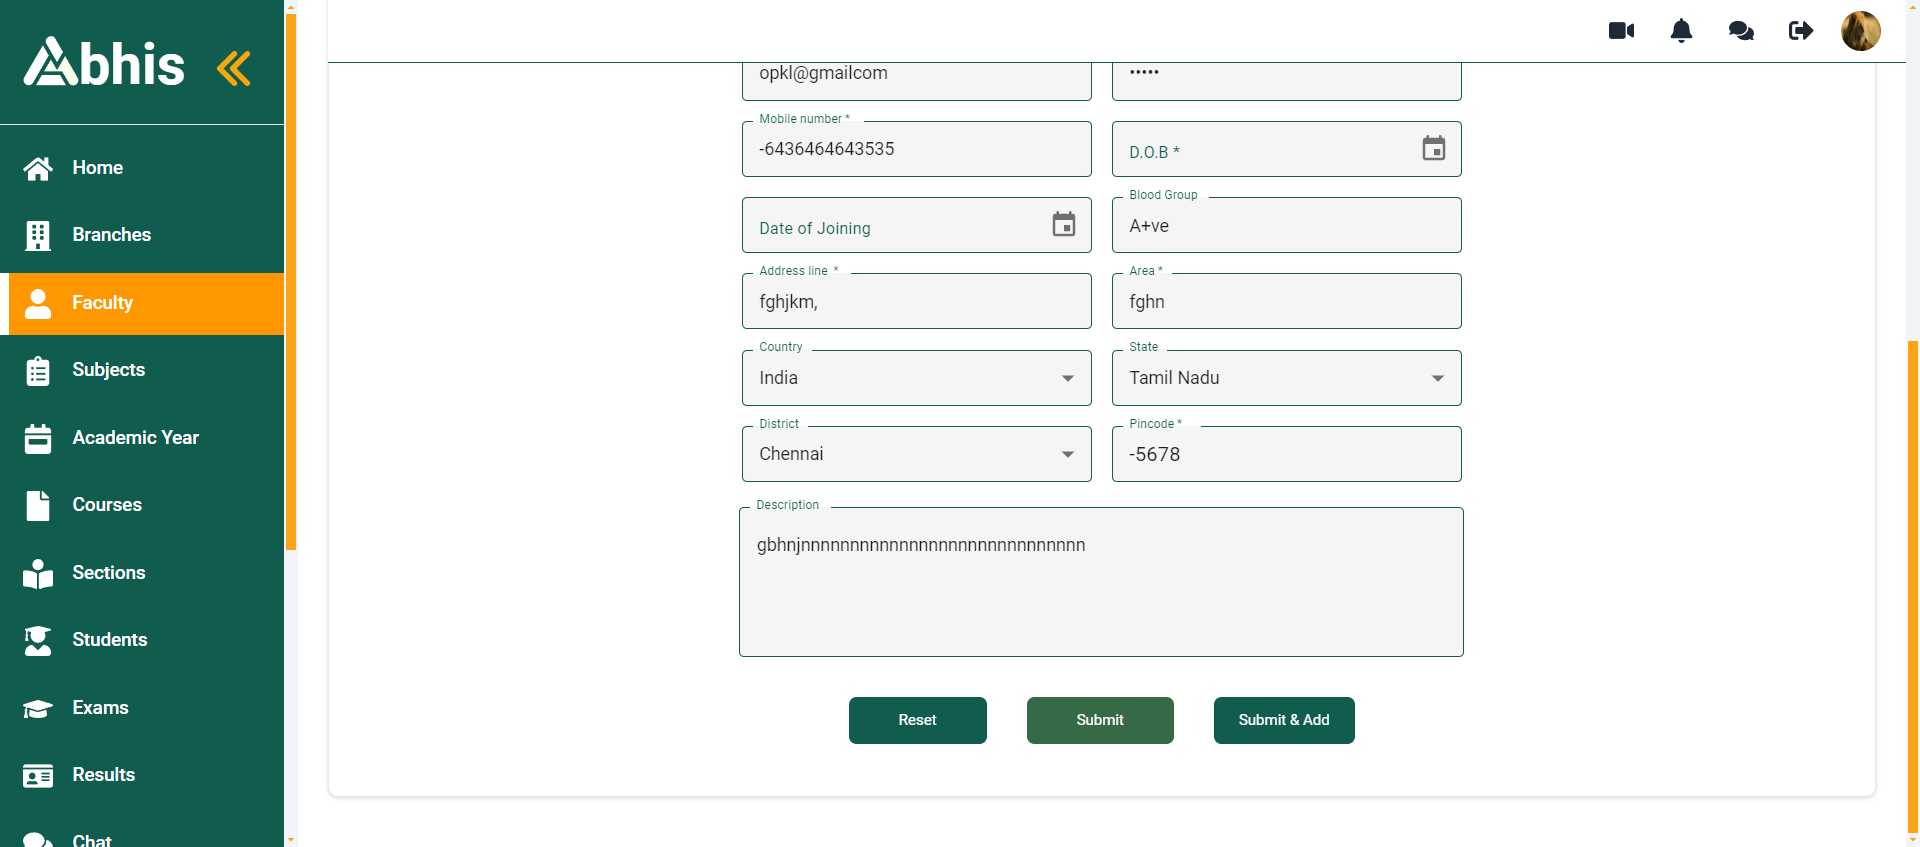 Abhis
Home
Branches
Faculty
Subjects
Academic Year
Courses
Sections
Students
Exams
Results
Chat
opkl@gmailcom
•••••
Mobile number *
-6436464643535
D.O.B *
Date of Joining
Blood Group
A+ve
Address line *
fghjkm,
Area *
fghn
Country
India
State
Tamil Nadu
District
Chennai
Pincode *
-5678
Description
gbhnjnnnnnnnnnnnnnnnnnnnnnnnnnnnnn
Reset
Submit
Submit & Add